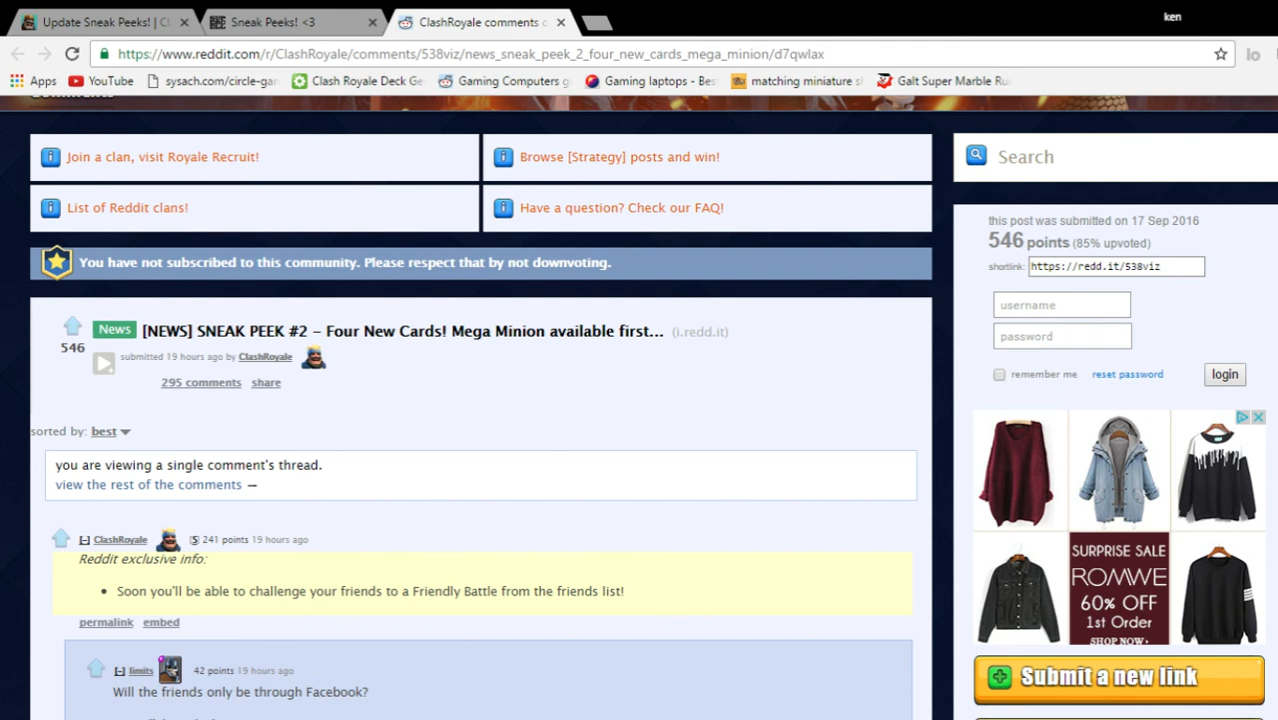 ken
Update Sneak Peeks! | Cl
Sneak Peeks! <3
ClashRoyale comments o
https://www.reddit.com/r/ClashRoyale/comments/538viz/news_sneak_peek_2_four_new_cards_mega_minion/d7qwlax
Apps YouTube sysach.com/circle-gan Clash Royale Deck Ge Gaming Computers g Gaming laptops - Bes matching miniature sh Galt Super Marble Ru
Join a clan, visit Royale Recruit!
Browse [Strategy] posts and win!
Search
List of Reddit clans!
Have a question? Check our FAQ!
this post was submitted on 17 Sep 2016
546 points (85% upvoted)
shortlink: https://redd.it/538viz
You have not subscribed to this community. Please respect that by not downvoting.
username
password
remember me reset password login
546
News [NEWS] SNEAK PEEK #2 - Four New Cards! Mega Minion available first... (i.redd.it)
submitted 19 hours ago by ClashRoyale
295 comments share
sorted by: best
you are viewing a single comment's thread.
view the rest of the comments →
[-] ClashRoyale [S] 241 points 19 hours ago
Reddit exclusive info:
• Soon you'll be able to challenge your friends to a Friendly Battle from the friends list!
permalink embed
[-] limits 42 points 19 hours ago
Will the friends only be through Facebook?
SURPRISE SALE
ROMWE
60% OFF
1st Order
SHOP NOW
Submit a new link